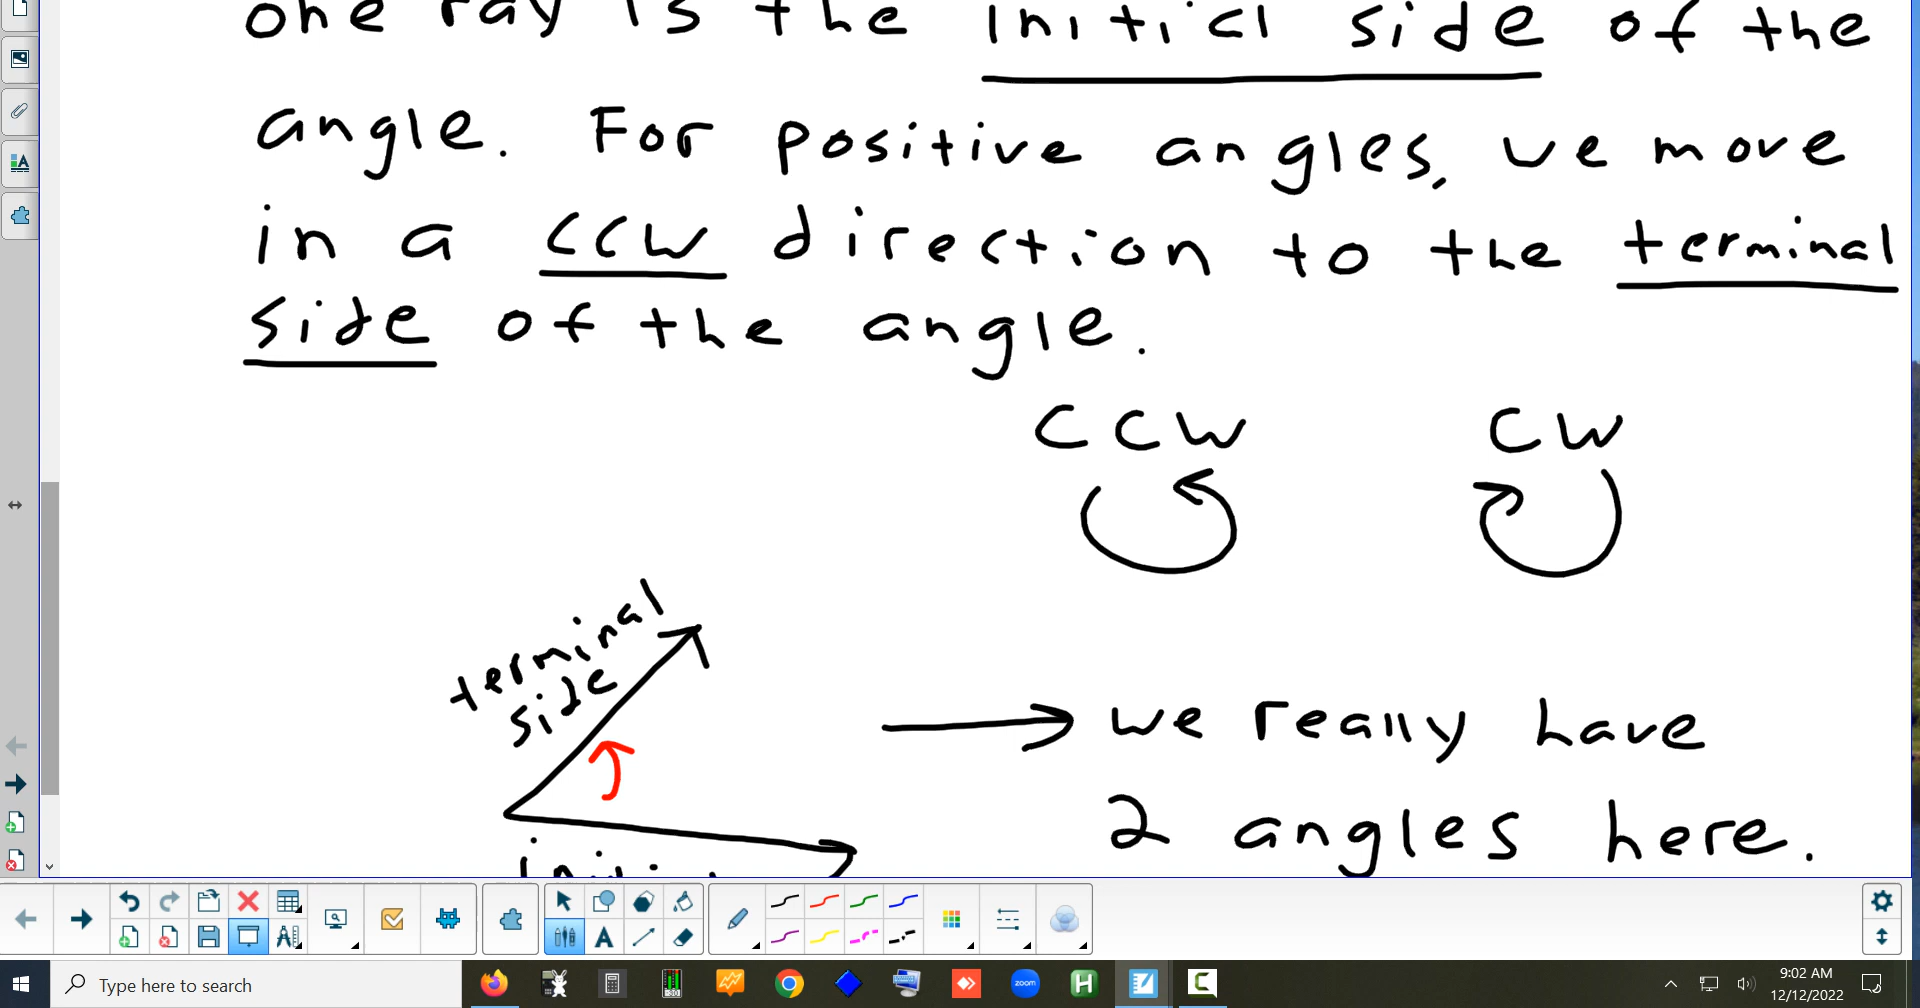 one ray is the initial side of the
angle. For positive angles, we move
in a CCW direction to the terminal
side of the angle.
CCW CW
terminal
side
we really have
2 angles here.
Type here to search
zoom
9:02 AM
12/12/2022